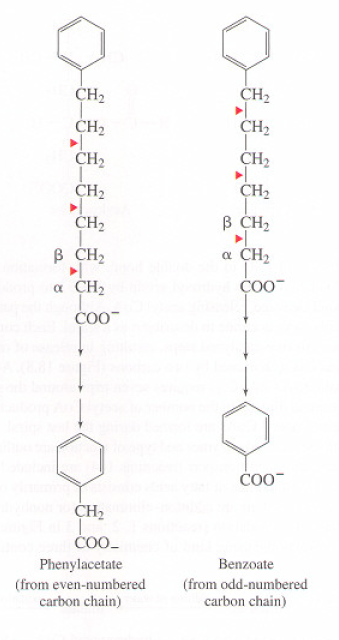 CH₂
CH₂
CH₂
CH₂
CH₂
β CH₂
α CH₂
COO⁻
CH₂
COO₋
Phenylacetate
(from even-numbered
carbon chain)
CH₂
CH₂
CH₂
CH₂
β CH₂
α CH₂
COO⁻
COO⁻
Benzoate
(from odd-numbered
carbon chain)